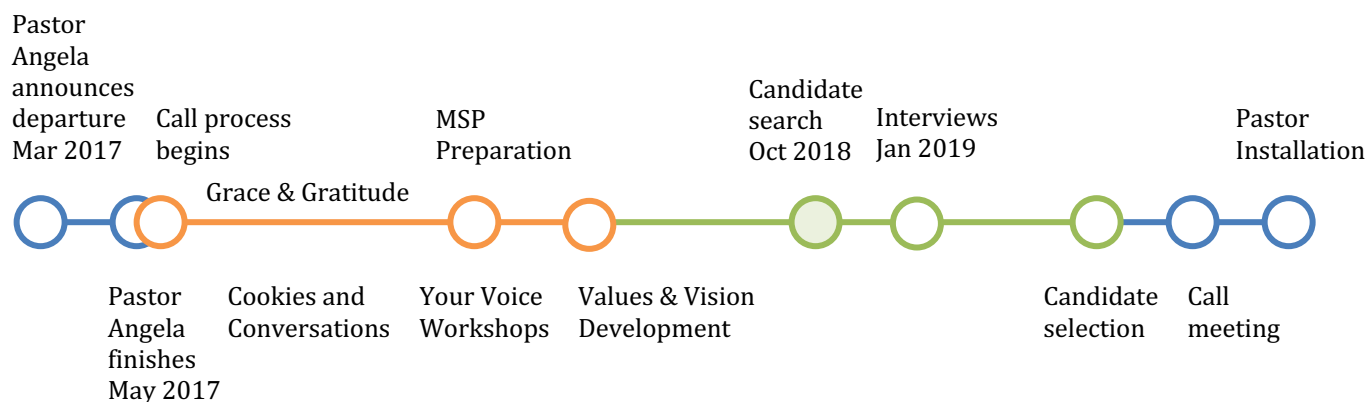 Pastor
Angela
announces
departure
Mar 2017
Call process
begins
MSP
Preparation
Candidate
search
Oct 2018
Interviews
Jan 2019
Pastor
Installation
Grace & Gratitude
Pastor
Angela
finishes
May 2017
Cookies and
Conversations
Your Voice
Workshops
Values & Vision
Development
Candidate
selection
Call
meeting